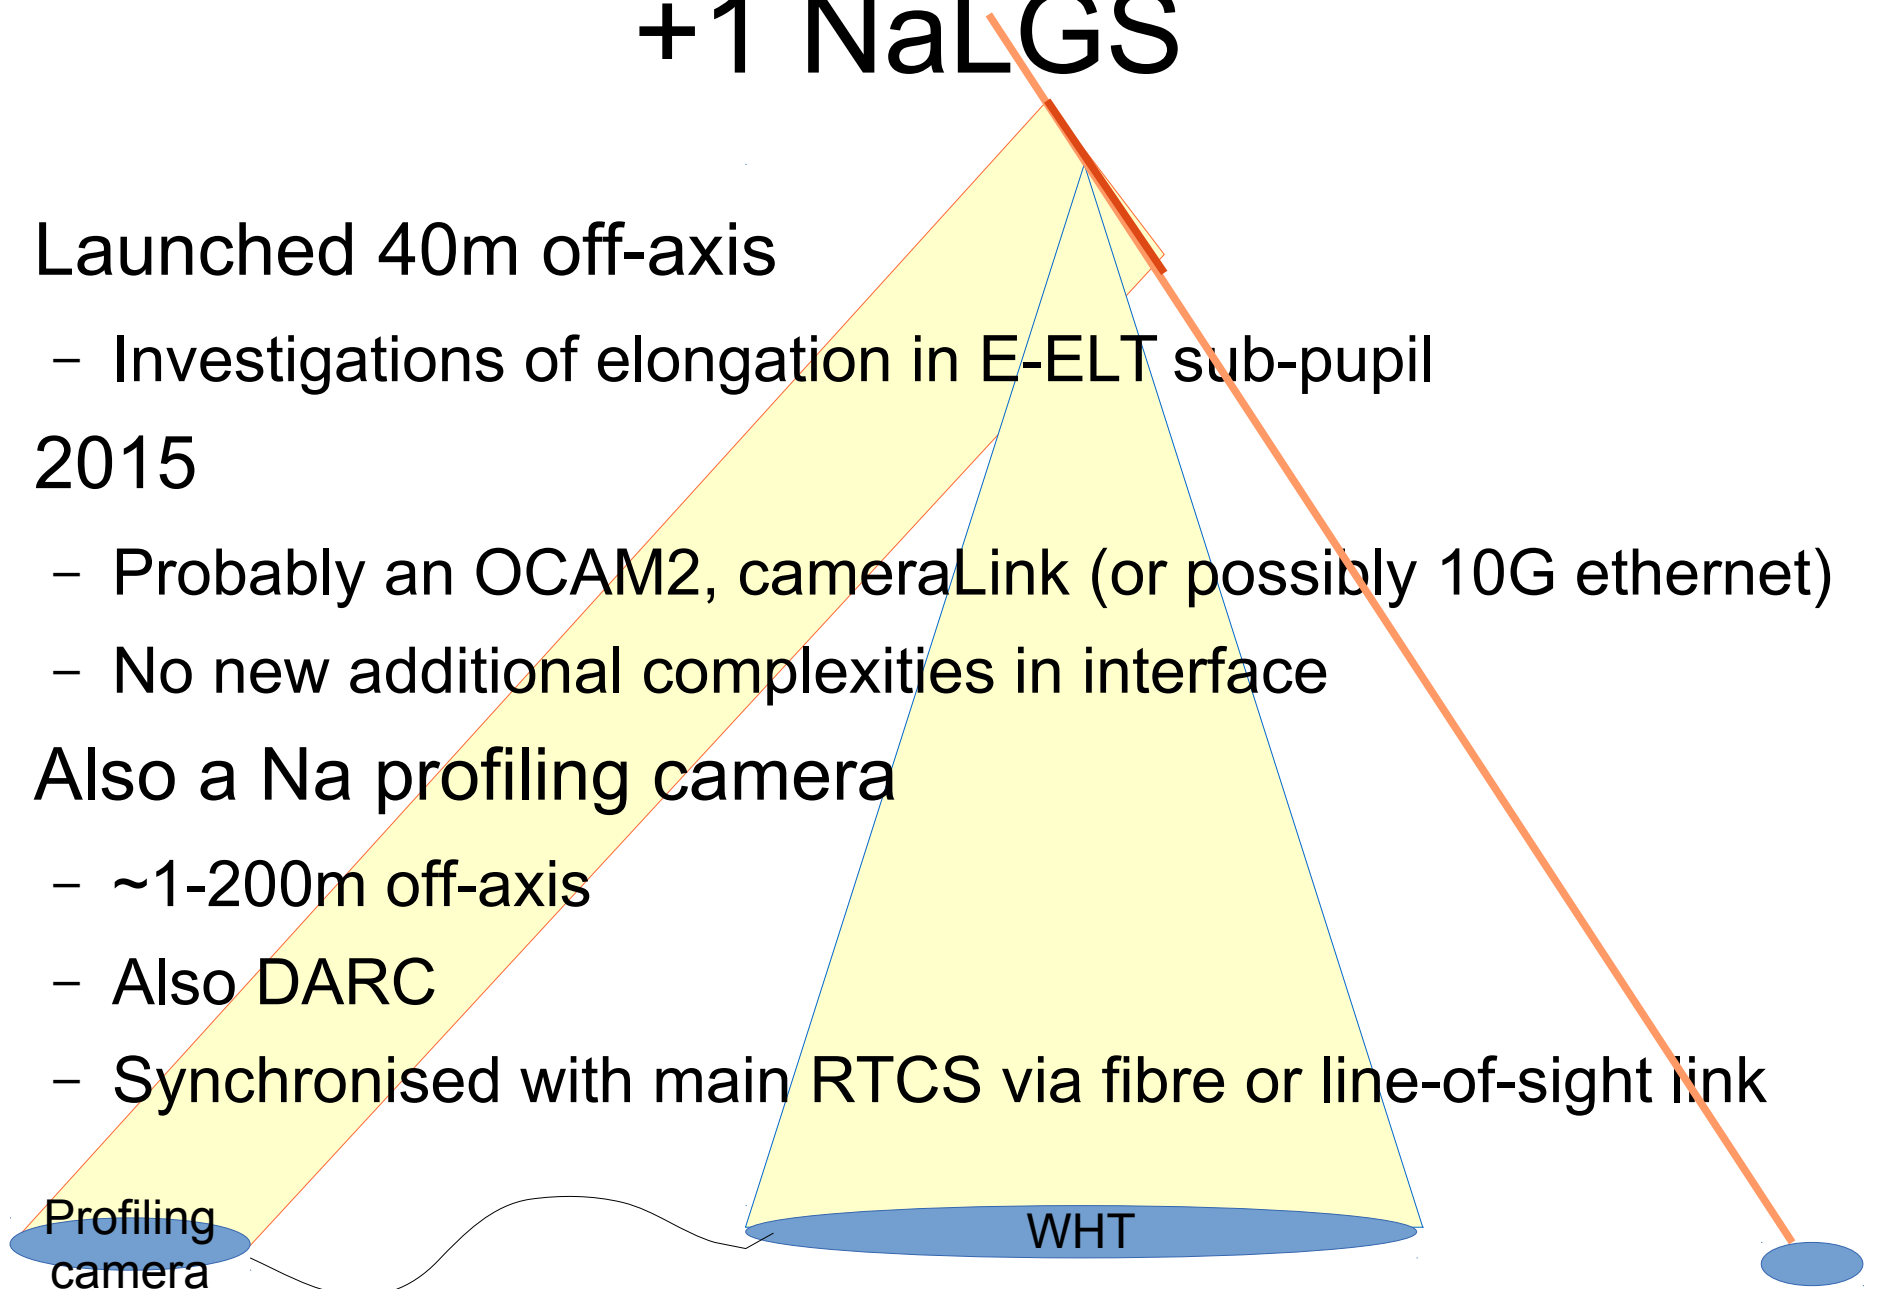 +1 NaLGS
Launched 40m off-axis
– Investigations of elongation in E-ELT sub-pupil
2015
– Probably an OCAM2, cameraLink (or possibly 10G ethernet)
– No new additional complexities in interface
Also a Na profiling camera
– ~1-200m off-axis
– Also DARC
– Synchronised with main RTCS via fibre or line-of-sight link
Profiling
camera
WHT